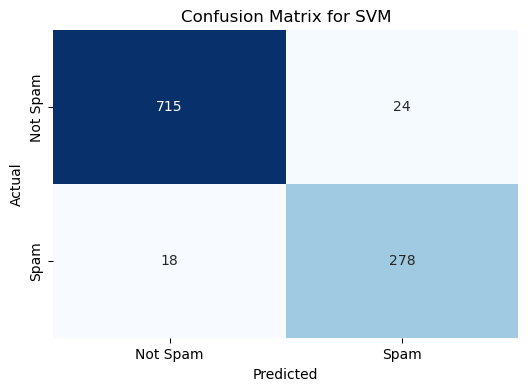 Confusion Matrix for SVM
Actual
Not Spam
715
24
Spam
18
278
Not Spam
Spam
Predicted